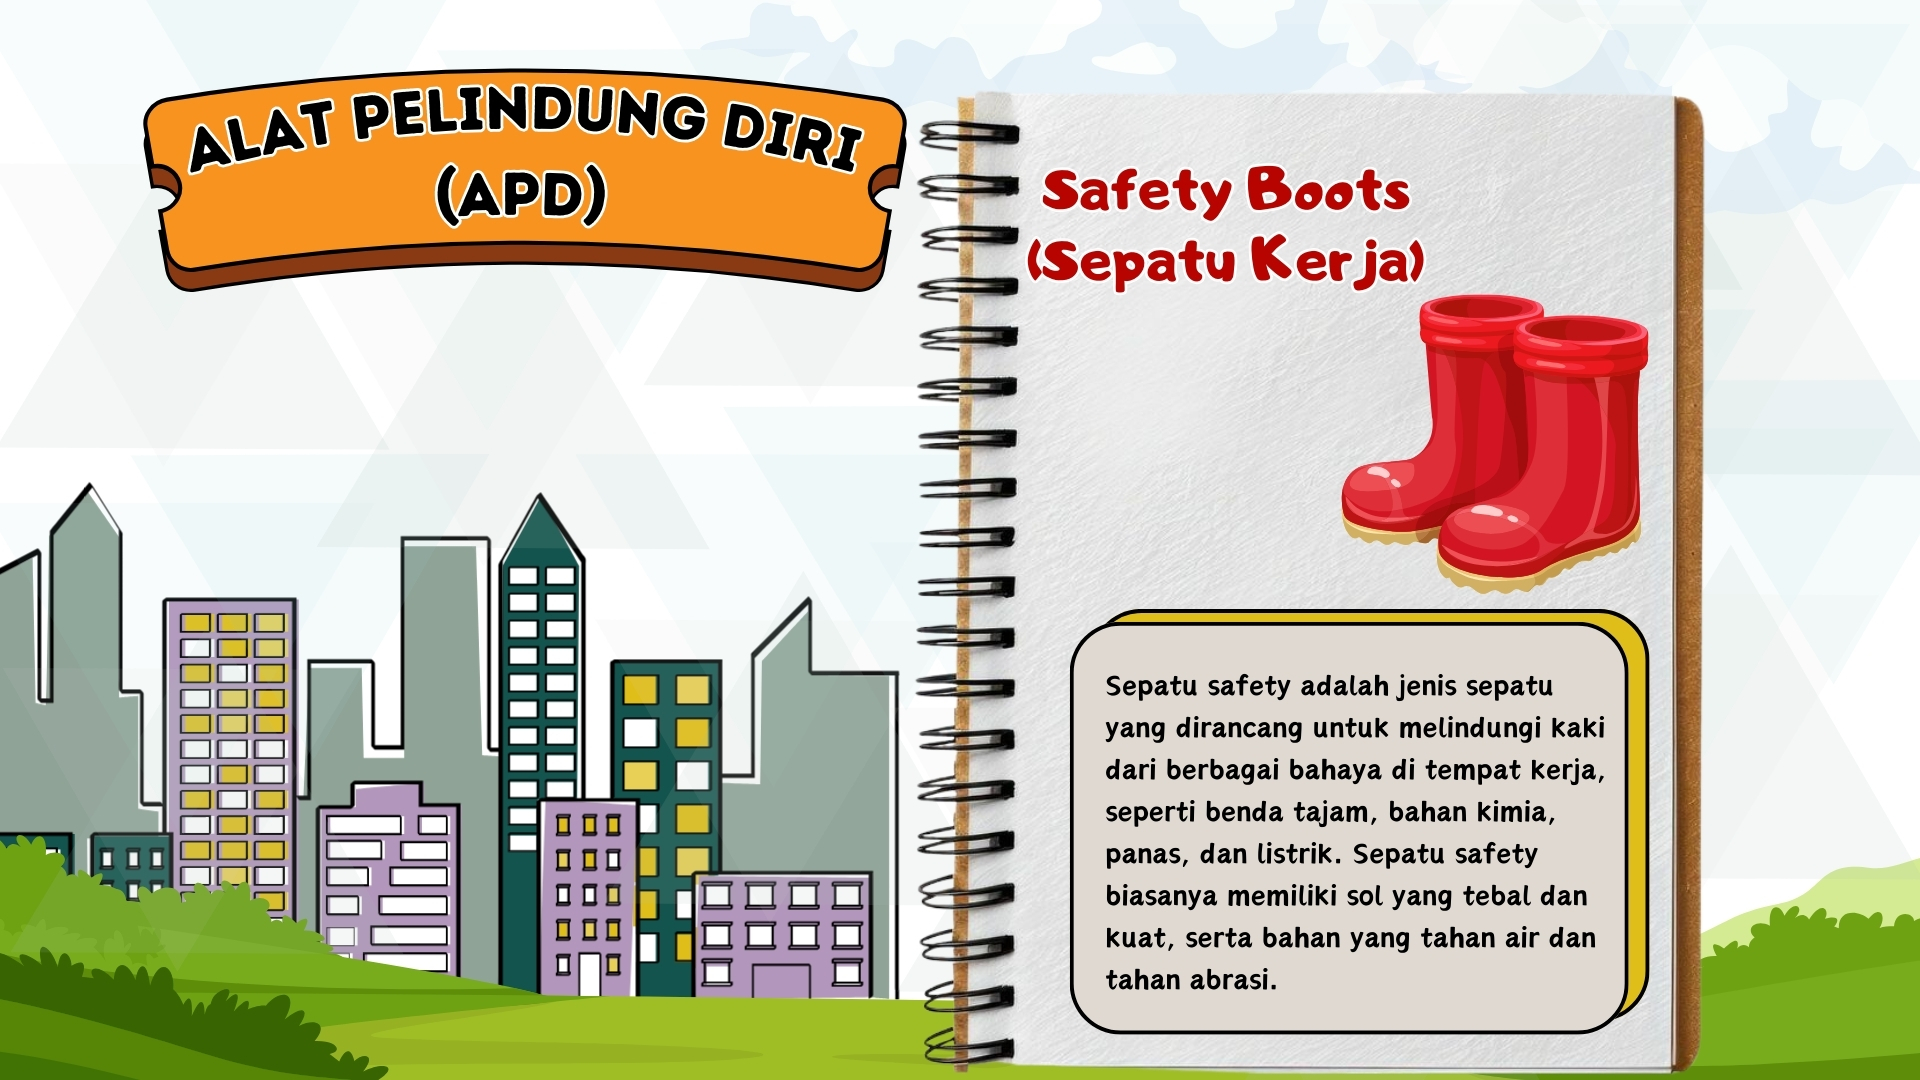 ALAT PELINDUNG DIRI
(APD)
Safety Boots
(Sepatu Kerja)
Sepatu safety adalah jenis sepatu
yang dirancang untuk melindungi kaki
dari berbagai bahaya di tempat kerja,
seperti benda tajam, bahan kimia,
panas, dan listrik. Sepatu safety
biasanya memiliki sol yang tebal dan
kuat, serta bahan yang tahan air dan
tahan abrasi.